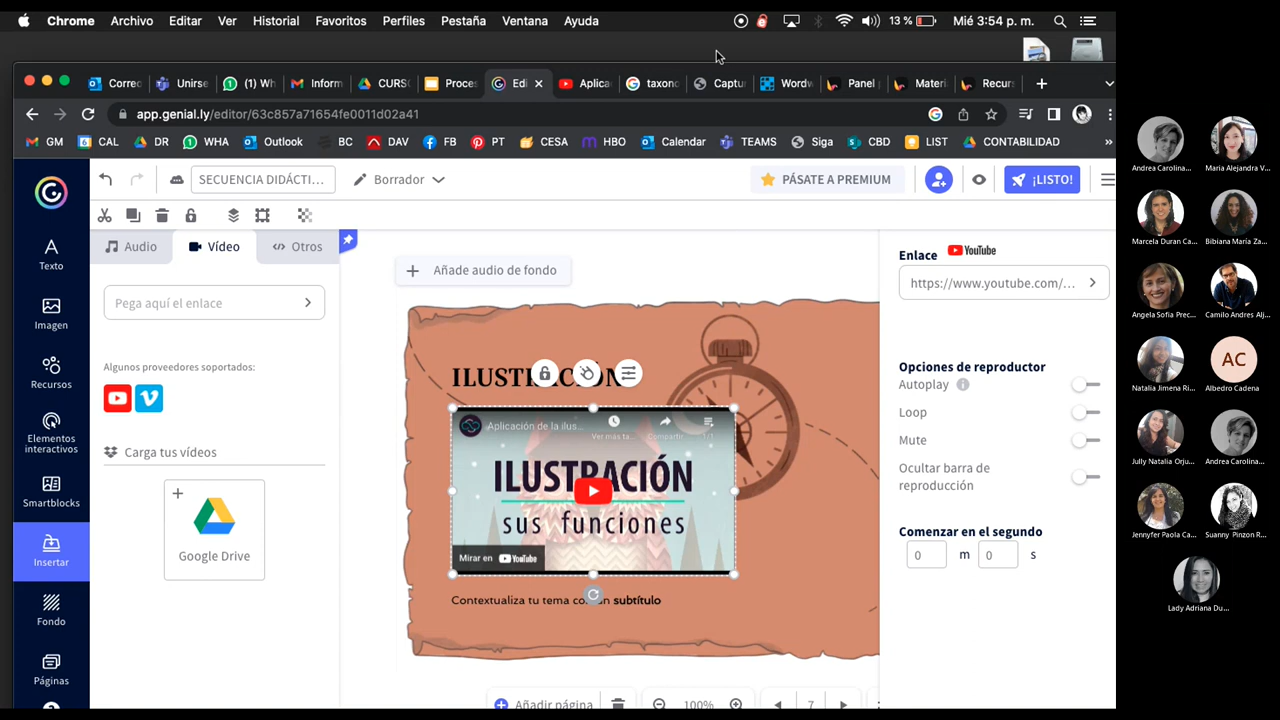 Chrome Archivo Editar Ver Historial Favoritos Perfiles Pestaña Ventana Ayuda 13 % Mié 3:54 p. m.
Correo Unirse (1) Wh Inform CURSO Proces Edi Aplica taxono Captu Wordw Panel Materia Recurs
app.genial.ly/editor/63c857a71654fe0011d02a41
GM CAL DR WHA Outlook BC DAV FB PT CESA HBO Calendar TEAMS Siga CBD LIST CONTABILIDAD »
SECUENCIA DIDÁCTI... Borrador PÁSATE A PREMIUM ¡LISTO!
Texto
Imagen
Recursos
Elementos
interactivos
Smartblocks
Insertar
Fondo
Páginas
Audio Vídeo Otros
Pega aquí el enlace
Algunos proveedores soportados:
Carga tus vídeos
Google Drive
Añade audio de fondo
ILUSTRACIÓN
Aplicación de la ilus...
Ver más ta...
Compartir
1/1
ILUSTRACIÓN
sus funciones
Mirar en YouTube
Contextualiza tu tema con un subtítulo
Añadir página 100% 7
Enlace YouTube
https://www.youtube.com/...
Opciones de reproductor
Autoplay
Loop
Mute
Ocultar barra de
reproducción
Comenzar en el segundo
0 m 0 s
Andrea Carolina... Maria Alejandra V...
Marcela Duran Ca... Bibiana María Za...
Angela Sofia Prec... Camilo Andres Alj...
AC
Natalia Jimena Ri... Albedro Cadena
Jully Natalia Orju... Andrea Carolina...
Jennyfer Paola Ca... Suanny Pinzon R...
Lady Adriana Du...